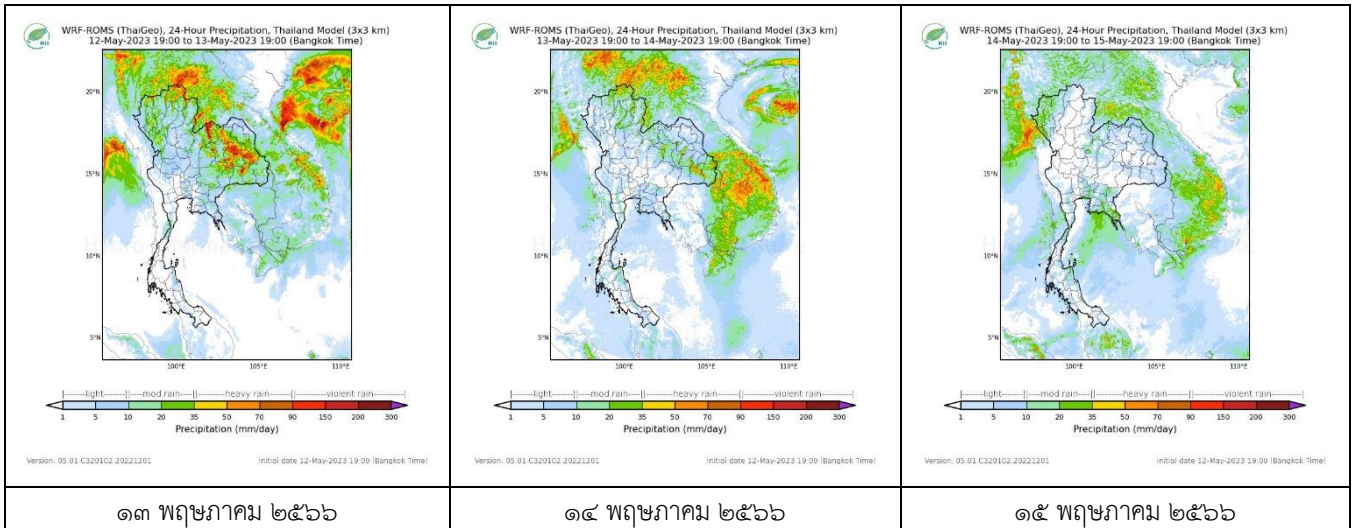 WRF-ROMS (ThaiGeo), 24-Hour Precipitation, Thailand Model (3x3 km)
12-May-2023 19:00 to 13-May-2023 19:00 (Bangkok Time)
20°N
15°N
10°N
5°N
100°E 105°E 110°E
|------light------||---mod rain---||------heavy rain------||------violent rain------|
1 5 10 20 35 50 70 90 150 200 300
Precipitation (mm/day)
Version: 05.01.C320102.20221201 initial date 12-May-2023 19:00 (Bangkok Time)
๑๓ พฤษภาคม ๒๕๖๖
WRF-ROMS (ThaiGeo), 24-Hour Precipitation, Thailand Model (3x3 km)
13-May-2023 19:00 to 14-May-2023 19:00 (Bangkok Time)
20°N
15°N
10°N
5°N
100°E 105°E 110°E
|------light------||---mod rain---||------heavy rain------||------violent rain------|
1 5 10 20 35 50 70 90 150 200 300
Precipitation (mm/day)
Version: 05.01.C320102.20221201 initial date 12-May-2023 19:00 (Bangkok Time)
๑๔ พฤษภาคม ๒๕๖๖
WRF-ROMS (ThaiGeo), 24-Hour Precipitation, Thailand Model (3x3 km)
14-May-2023 19:00 to 15-May-2023 19:00 (Bangkok Time)
20°N
15°N
10°N
5°N
100°E 105°E 110°E
|------light------||---mod rain---||------heavy rain------||------violent rain------|
1 5 10 20 35 50 70 90 150 200 300
Precipitation (mm/day)
Version: 05.01.C320102.20221201 initial date 12-May-2023 19:00 (Bangkok Time)
๑๕ พฤษภาคม ๒๕๖๖